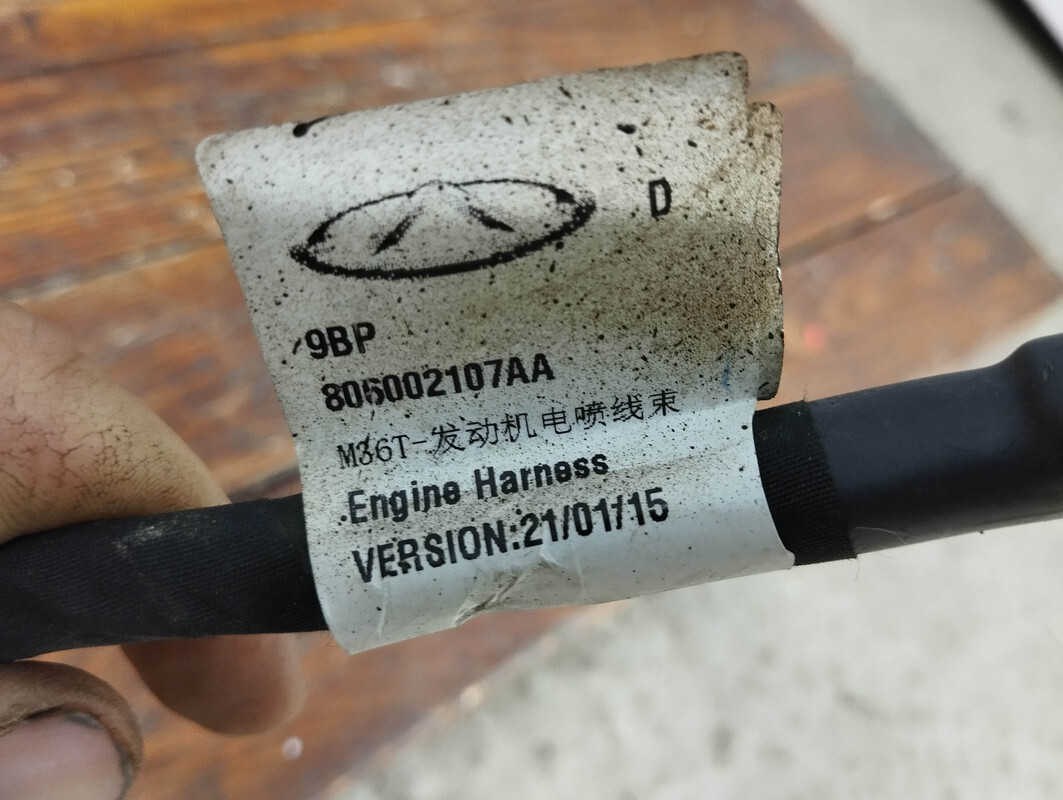 D
9BP
806002107AA
M36T-发动机电喷线束
Engine Harness
VERSION:21/01/15